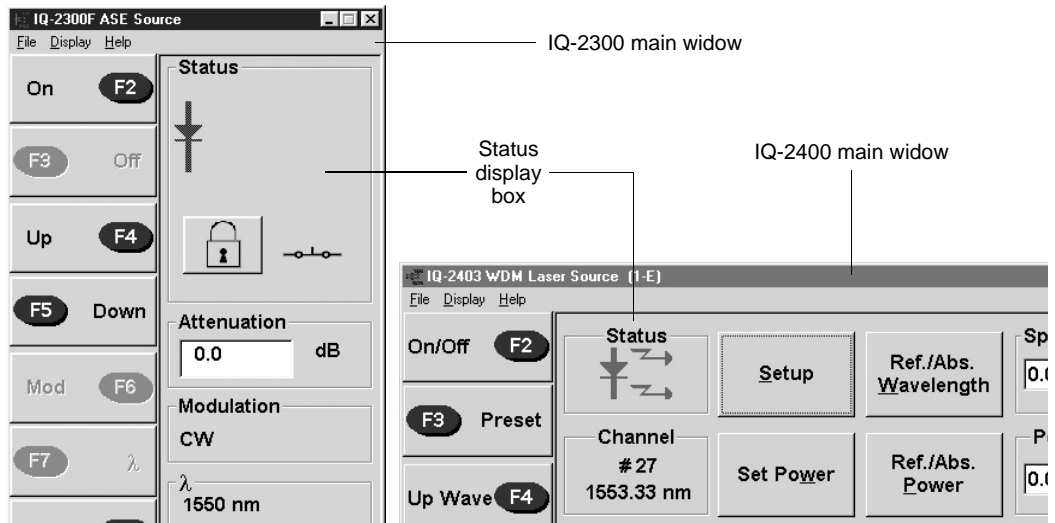 IQ-2300F ASE Source
File Display Help
On F2
F3 Off
Up F4
F5 Down
Mod F6
F7 λ
Status
Attenuation
0.0 dB
Modulation
CW
λ
1550 nm
IQ-2300 main widow
Status
display
box
IQ-2400 main widow
IQ-2403 WDM Laser Source (1-E)
File Display Help
On/Off F2
F3 Preset
Up Wave F4
Status
Channel
# 27
1553.33 nm
Setup
Set Power
Ref./Abs.
Wavelength
Ref./Abs.
Power